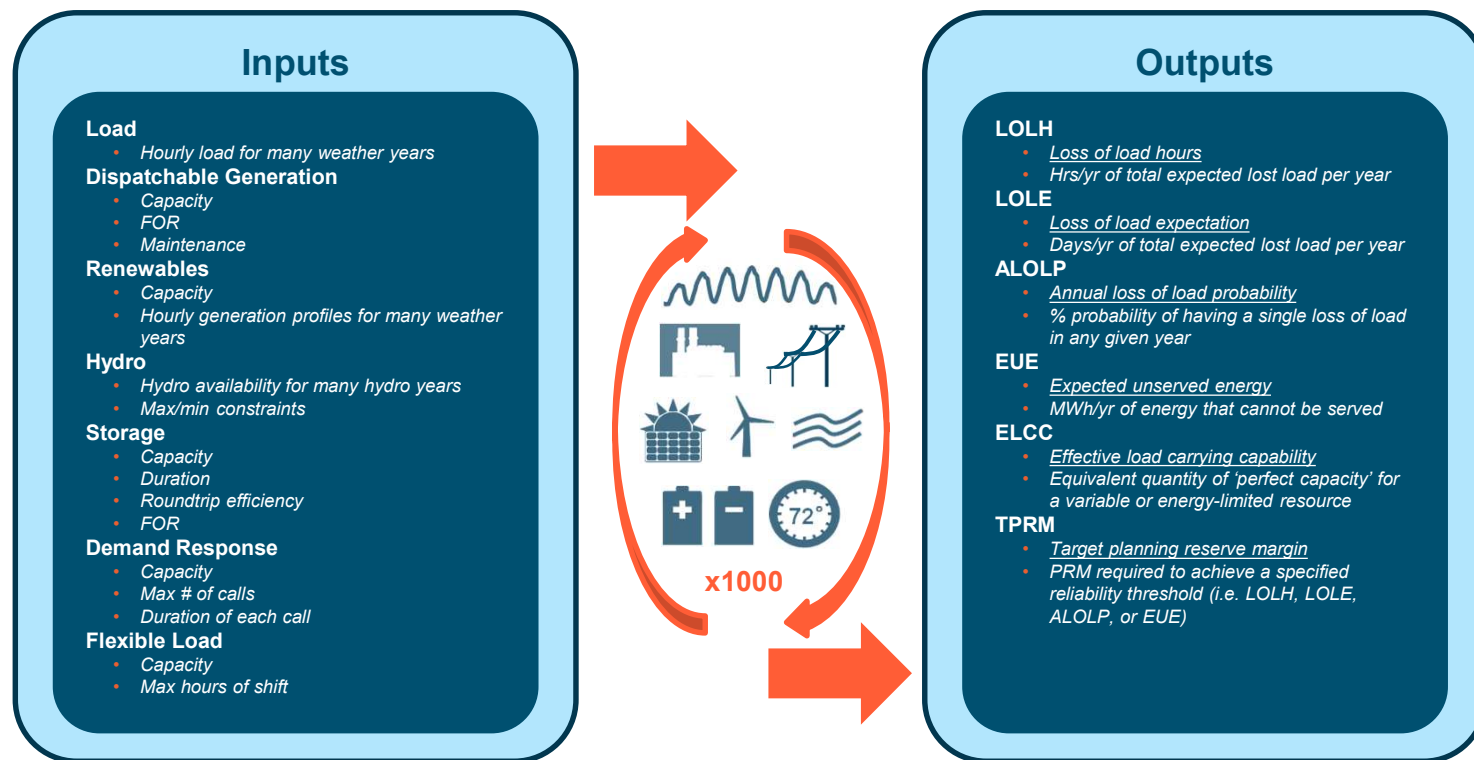 Inputs
Load
• Hourly load for many weather years
Dispatchable Generation
• Capacity
• FOR
• Maintenance
Renewables
• Capacity
• Hourly generation profiles for many weather
years
Hydro
• Hydro availability for many hydro years
• Max/min constraints
Storage
• Capacity
• Duration
• Roundtrip efficiency
• FOR
Demand Response
• Capacity
• Max # of calls
• Duration of each call
Flexible Load
• Capacity
• Max hours of shift
72°
x1000
Outputs
LOLH
• Loss of load hours
• Hrs/yr of total expected lost load per year
LOLE
• Loss of load expectation
• Days/yr of total expected lost load per year
ALOLP
• Annual loss of load probability
• % probability of having a single loss of load
in any given year
EUE
• Expected unserved energy
• MWh/yr of energy that cannot be served
ELCC
• Effective load carrying capability
• Equivalent quantity of ‘perfect capacity’ for
a variable or energy-limited resource
TPRM
• Target planning reserve margin
• PRM required to achieve a specified
reliability threshold (i.e. LOLH, LOLE,
ALOLP, or EUE)